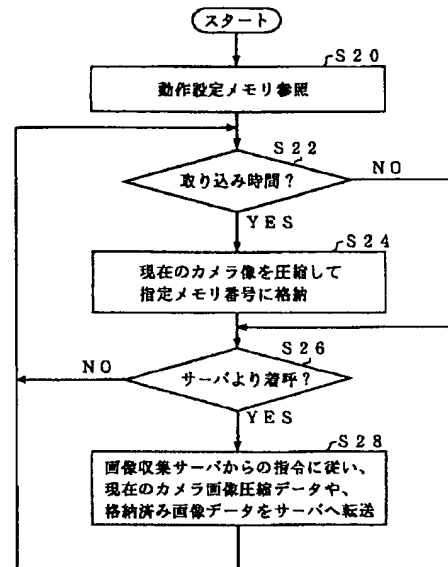 スタート
S20
動作設定メモリ参照
S22
取り込み時間？
NO
YES
S24
現在のカメラ像を圧縮して
指定メモリ番号に格納
S26
NO
サーバより着呼？
YES
S28
画像収集サーバからの指令に従い、
現在のカメラ画像圧縮データや、
格納済み画像データをサーバへ転送